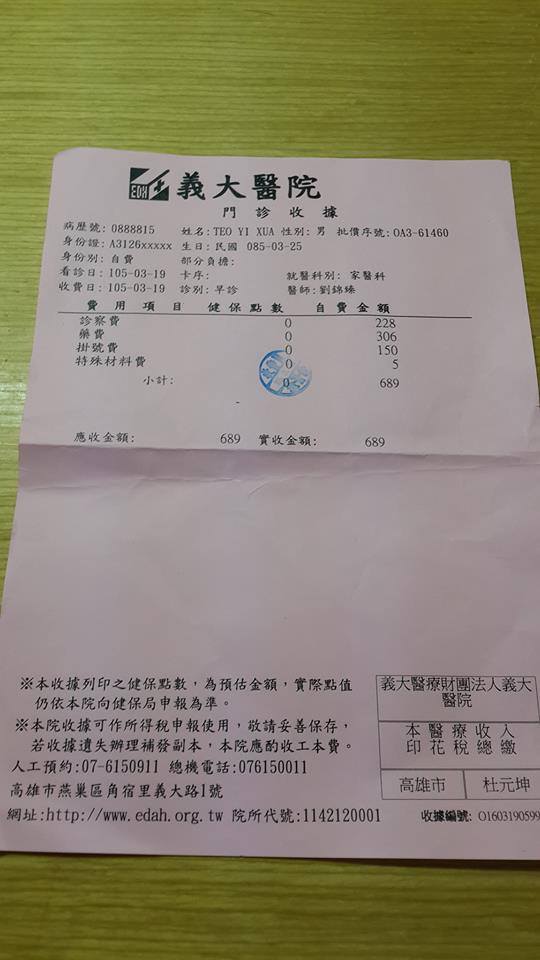 EDH 義大醫院
門診收據
病歷號: 0888815 姓名:TEO YI XUA 性別: 男 批價序號:OA3-61460
身份證: A3126xxxxx 生日:民國 085-03-25
身份別: 自費 部分負擔:
看診日: 105-03-19 卡序: 就醫科別: 家醫科
收費日: 105-03-19 診別:早診 醫師:劉錦蓁
費用項目 健保點數 自費金額
診察費 0 228
藥費 0 306
掛號費 0 150
特殊材料費 0 5
小計: 0 689
-
應收金額: 689 實收金額: 689
※本收據列印之健保點數，為預估金額，實際點值
仍依本院向健保局申報為準。
※本院收據可作所得稅申報使用，敬請妥善保存，
若收據遺失辦理補發副本，本院應酌收工本費。
人工預約:07-6150911 總機電話:076150011
高雄市燕巢區角宿里義大路1號
網址:http://www.edah.org.tw 院所代號:1142120001
義大醫療財團法人義大
醫院
本醫療收入
印花稅總繳
高雄市 杜元坤
收據編號: O1603190599